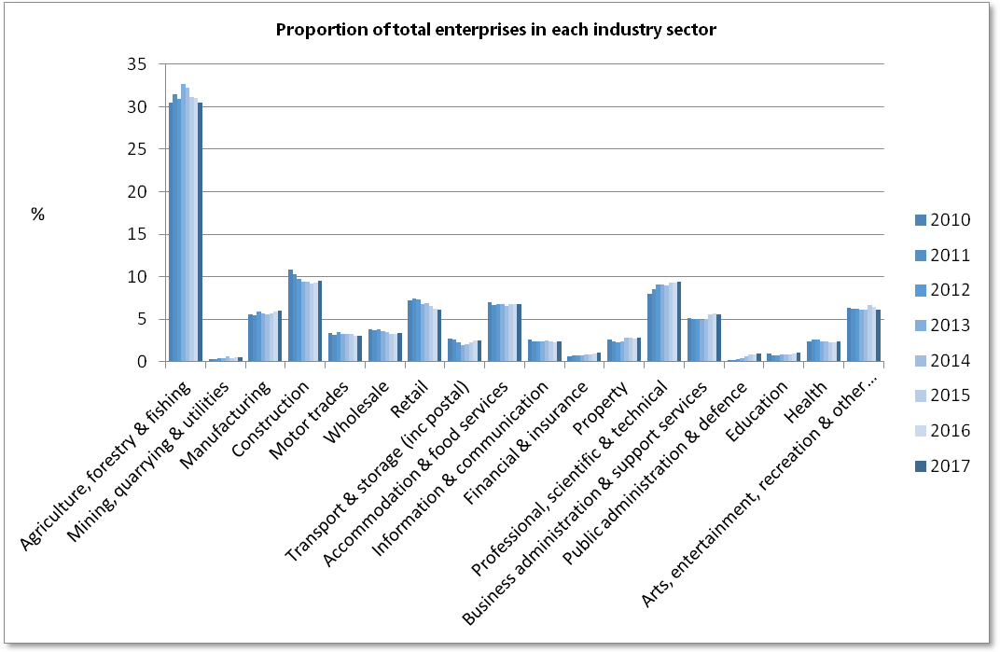 Proportion of total enterprises in each industry sector
35
30
25
20
15
10
5
0
%
Agriculture, forestry & fishing
Mining, quarrying & utilities
Manufacturing
Construction
Motor trades
Wholesale
Retail
Transport & storage (inc postal)
Accommodation & food services
Information & communication
Financial & insurance
Property
Professional, scientific & technical
Business administration & support services
Public administration & defence
Education
Health
Arts, entertainment, recreation & other...
2010
2011
2012
2013
2014
2015
2016
2017